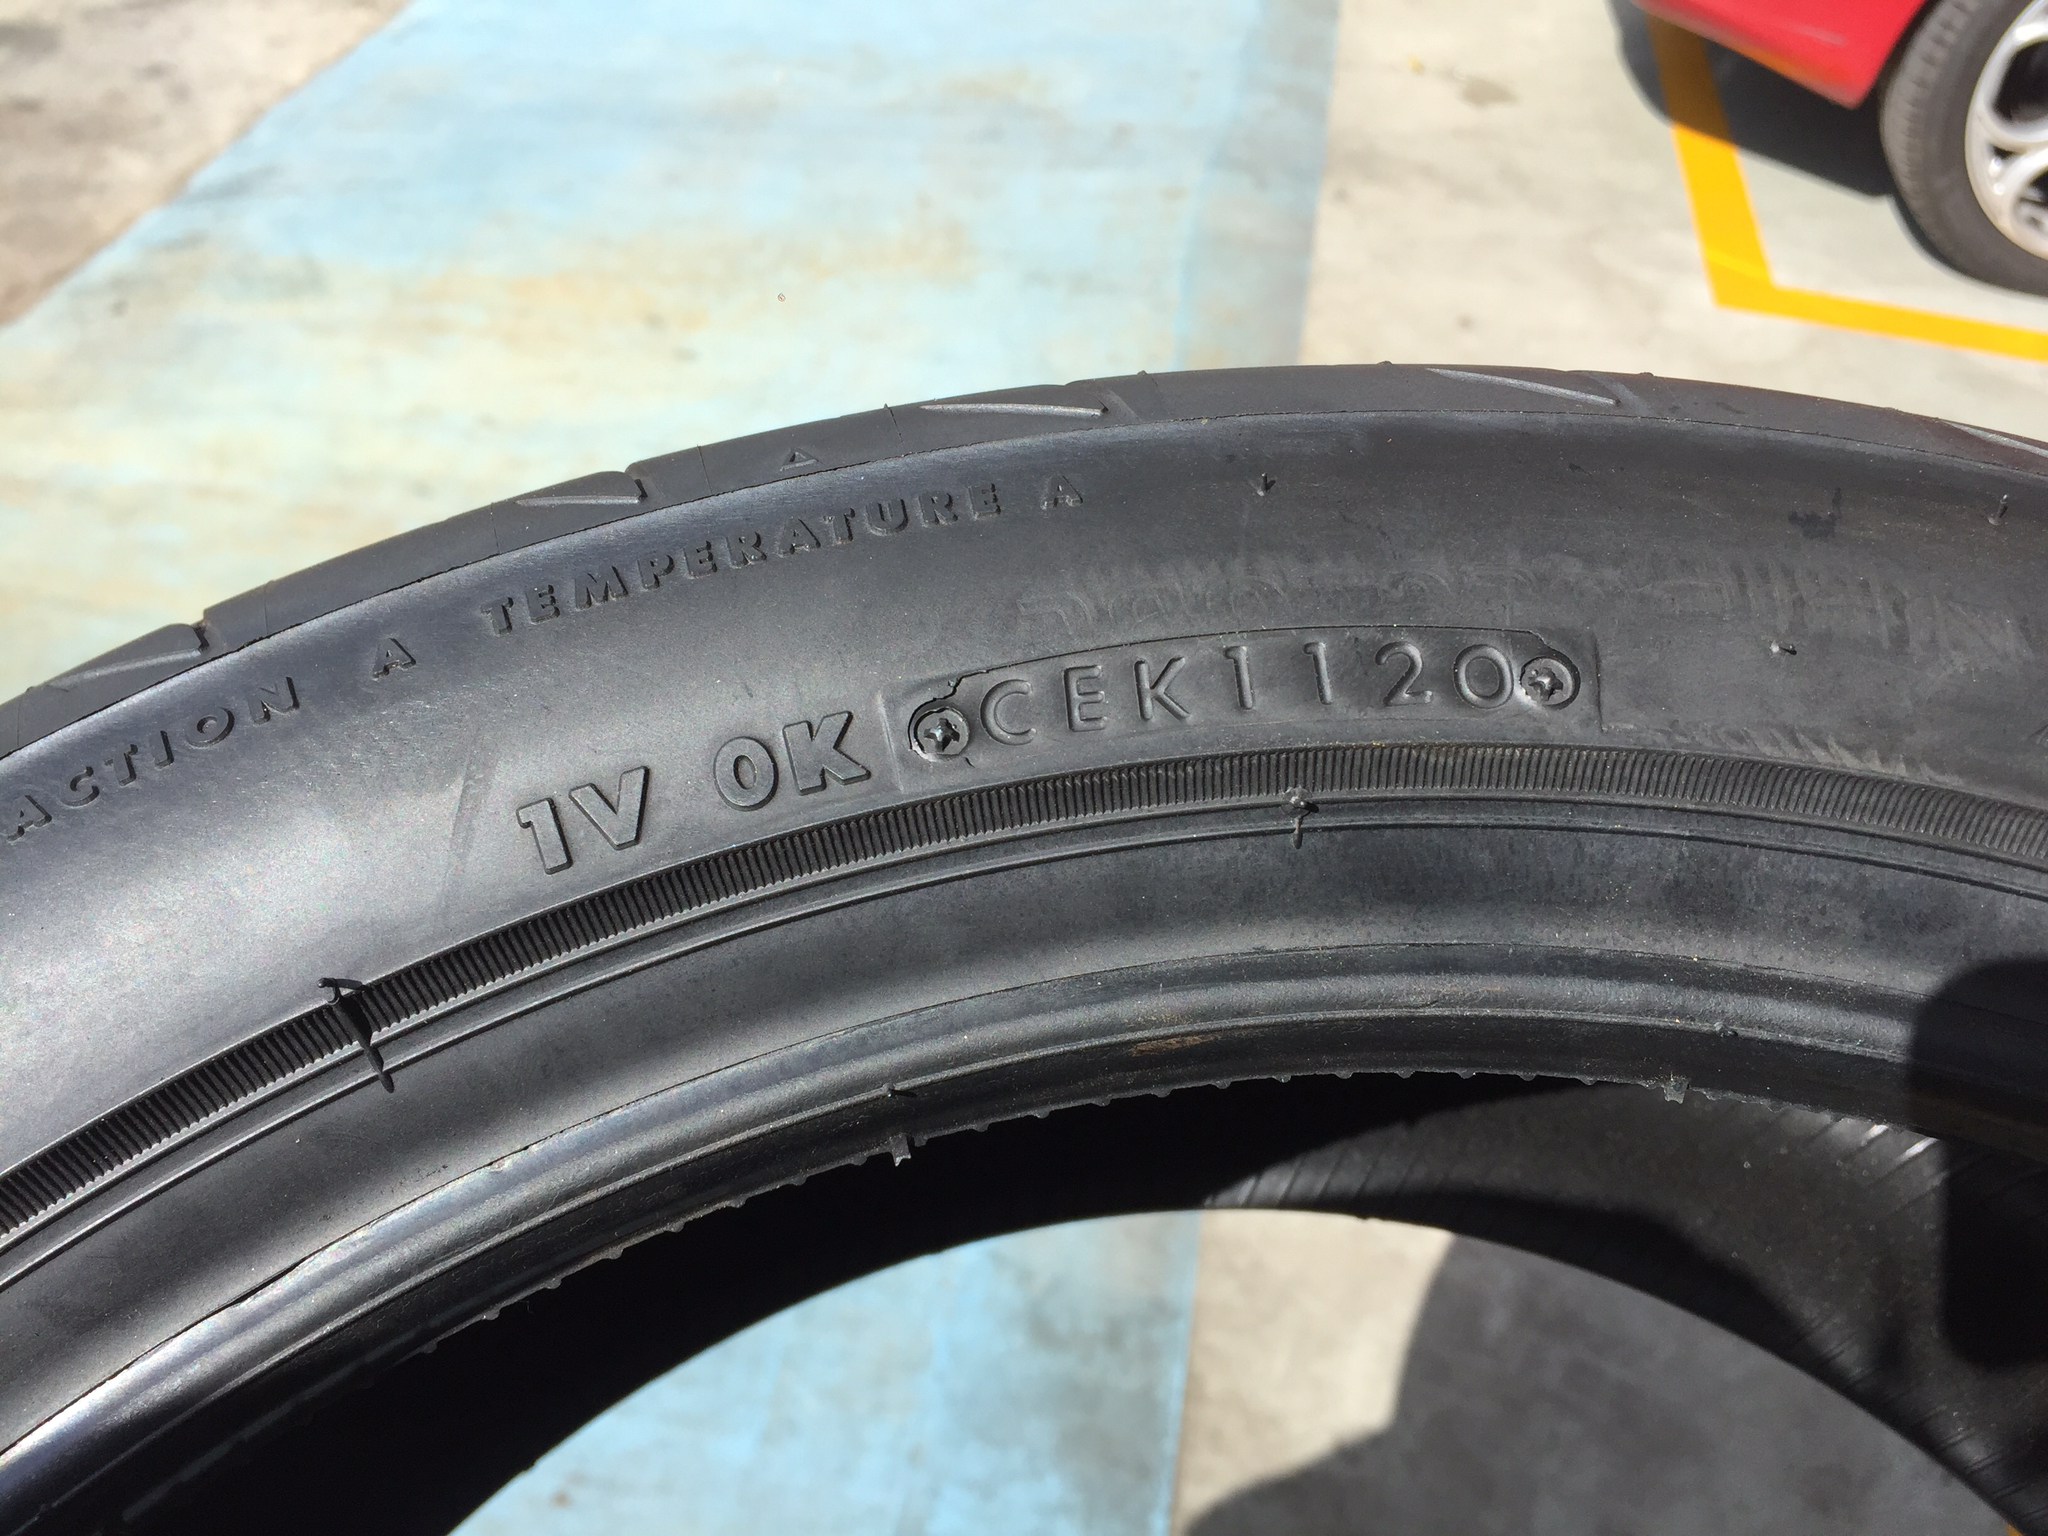 ACTION A TEMPERATURE A
1V 0K CEK1120